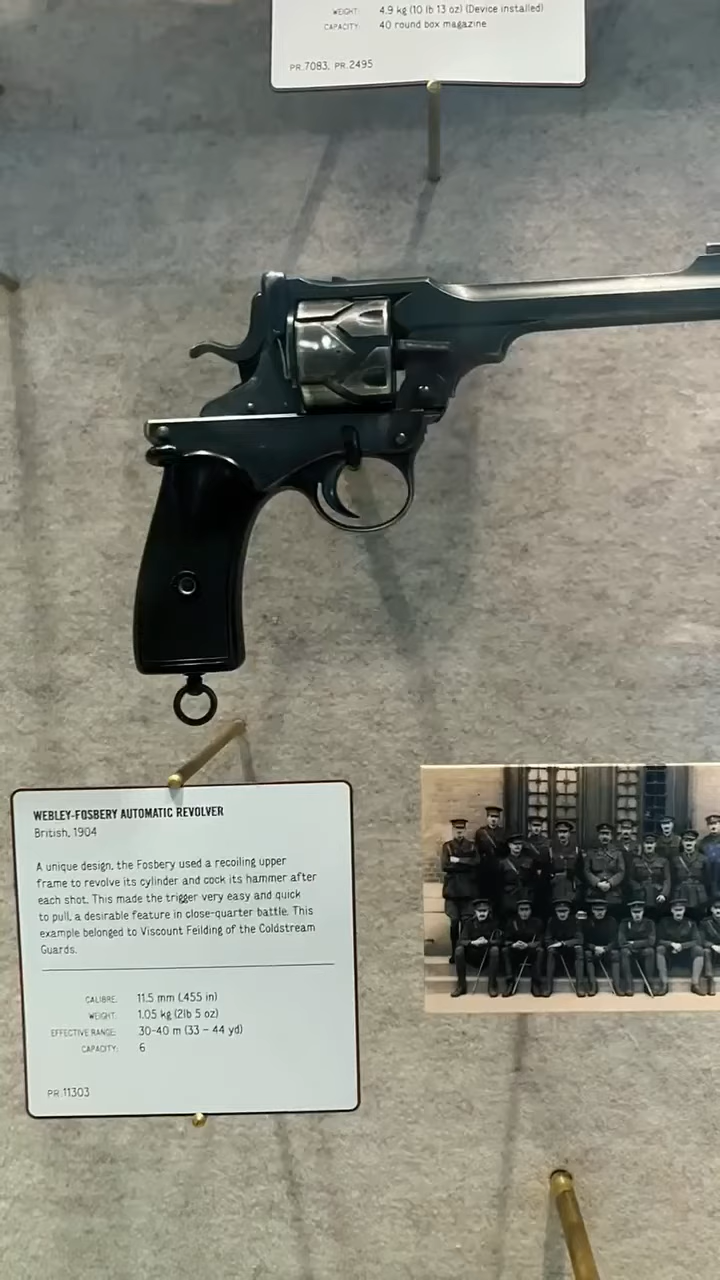 WEIGHT: 4.9 kg (10 lb 13 oz) (Device installed)
CAPACITY: 40 round box magazine
PR.7083, PR.2495
WEBLEY-FOSBERY AUTOMATIC REVOLVER
British, 1904
A unique design, the Fosbery used a recoiling upper
frame to revolve its cylinder and cock its hammer after
each shot. This made the trigger very easy and quick
to pull, a desirable feature in close-quarter battle. This
example belonged to Viscount Feilding of the Coldstream
Guards.
CALIBRE: 11.5 mm (.455 in)
WEIGHT: 1.05 kg (2lb 5 oz)
EFFECTIVE RANGE: 30-40 m (33 – 44 yd)
CAPACITY: 6
PR.11303